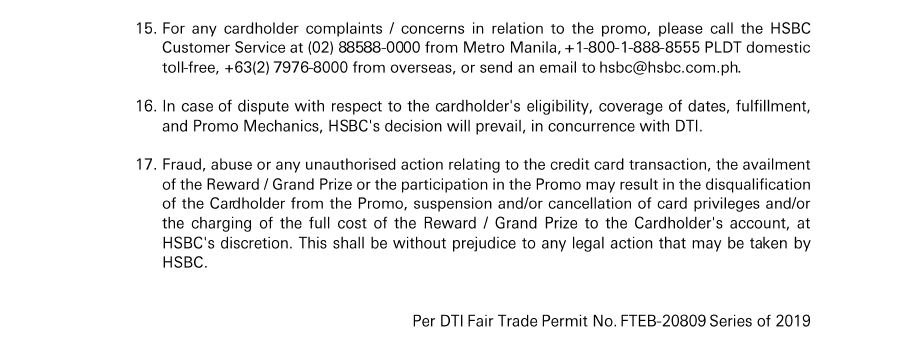 15. For any cardholder complaints / concerns in relation to the promo, please call the HSBC
Customer Service at (02) 88588-0000 from Metro Manila, +1-800-1-888-8555 PLDT domestic
toll-free, +63(2) 7976-8000 from overseas, or send an email to hsbc@hsbc.com.ph.
16. In case of dispute with respect to the cardholder's eligibility, coverage of dates, fulfillment,
and Promo Mechanics, HSBC's decision will prevail, in concurrence with DTI.
17. Fraud, abuse or any unauthorised action relating to the credit card transaction, the availment
of the Reward / Grand Prize or the participation in the Promo may result in the disqualification
of the Cardholder from the Promo, suspension and/or cancellation of card privileges and/or
the charging of the full cost of the Reward / Grand Prize to the Cardholder's account, at
HSBC's discretion. This shall be without prejudice to any legal action that may be taken by
HSBC.
Per DTI Fair Trade Permit No. FTEB-20809 Series of 2019